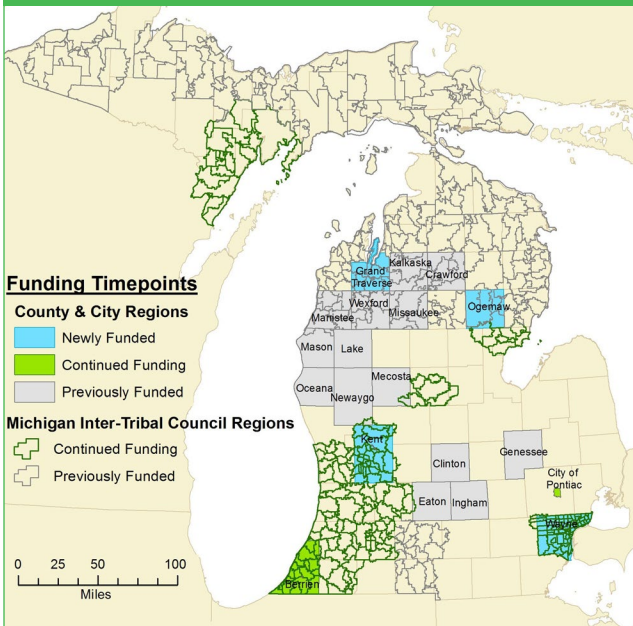 Funding Timepoints
County & City Regions
Newly Funded
Continued Funding
Previously Funded
Michigan Inter-Tribal Council Regions
Continued Funding
Previously Funded
0 25 50 100
Miles
Grand
Traverse
Kalkaska
Crawford
Manistee
Wexford
Missaukee
Ogemaw
Mason
Lake
Oceana
Newaygo
Mecosta
Kent
Clinton
Genessee
City of
Pontiac
Eaton
Ingham
Wayne
Berrien